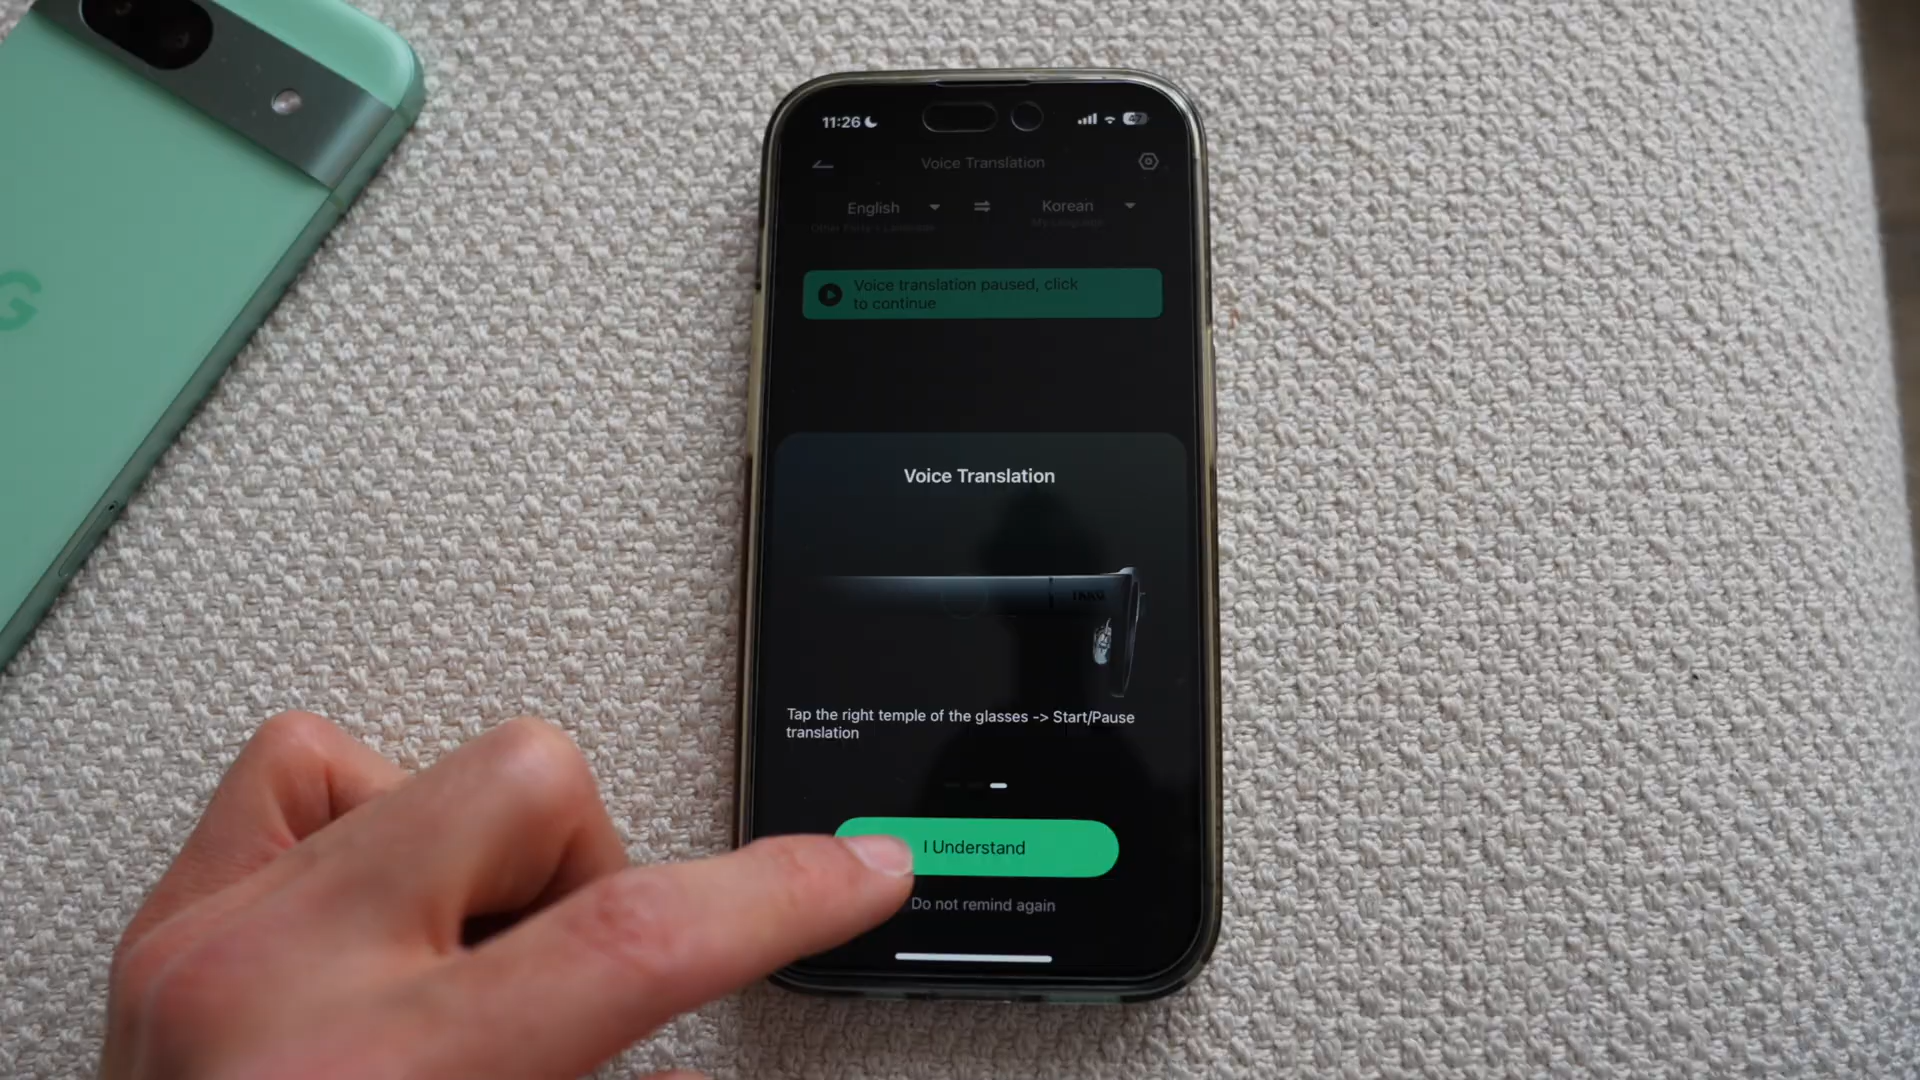 11:26
47
Voice Translation
English
Korean
Other Party's Language
My Language
Voice translation paused, click
to continue
Voice Translation
Tap the right temple of the glasses -> Start/Pause
translation
I Understand
Do not remind again
G